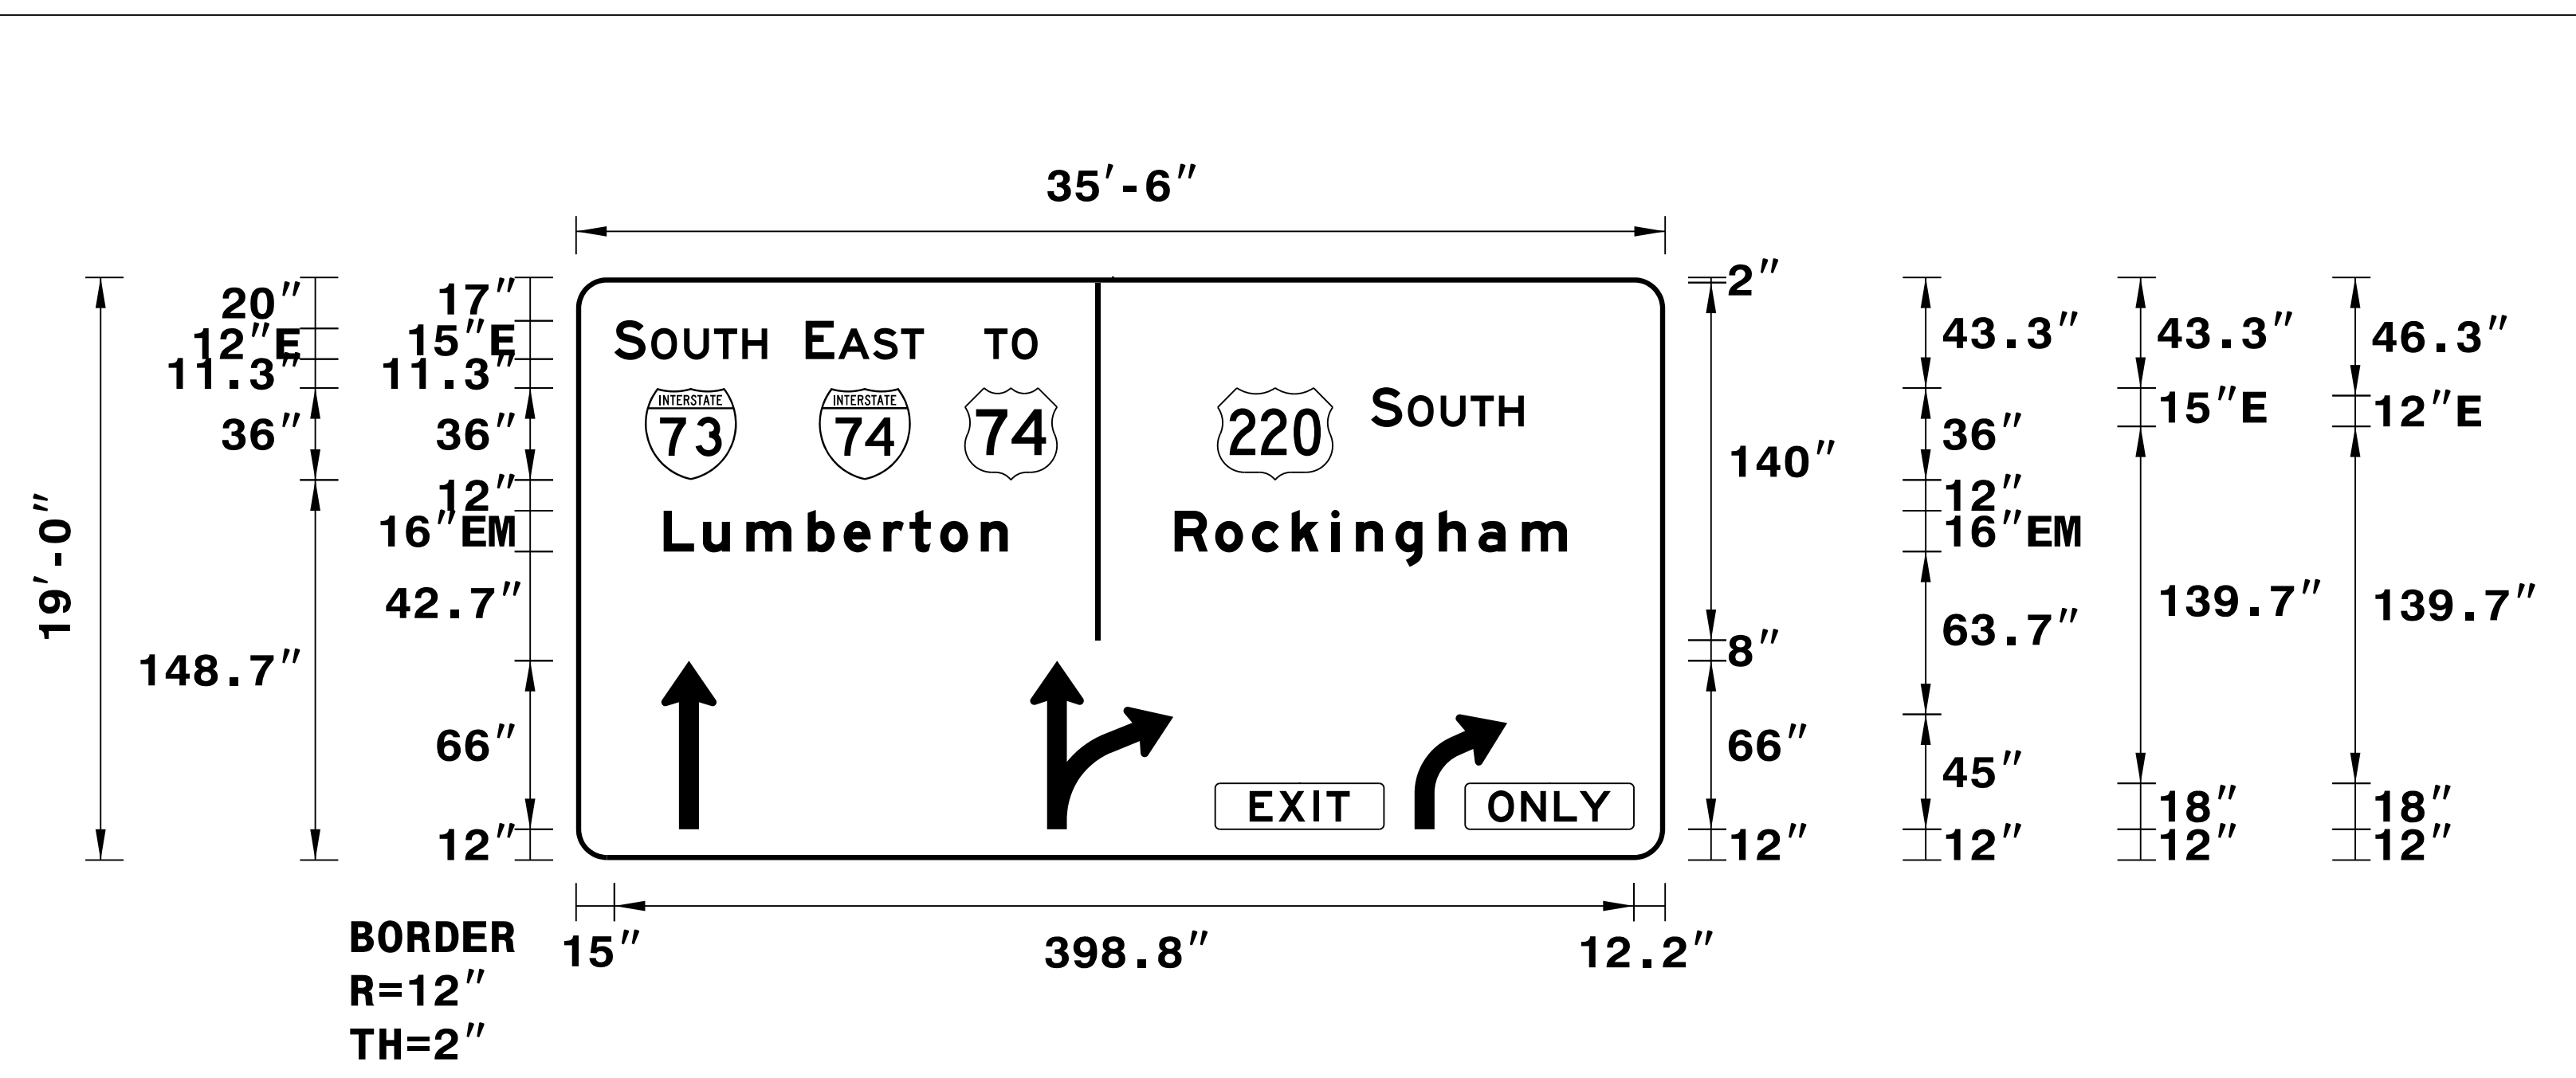 35'-6"
20"
12"E
11.3"
36"
148.7"
19'-0"
17"
15"E
11.3"
36"
12"
16"EM
42.7"
66"
12"
SOUTH EAST TO
INTERSTATE 73
INTERSTATE 74
74
220 SOUTH
Lumberton
Rockingham
EXIT ONLY
2"
140"
8"
66"
12"
43.3"
36"
12"
16"EM
63.7"
45"
12"
43.3"
15"E
139.7"
18"
12"
46.3"
12"E
139.7"
18"
12"
15" 398.8" 12.2"
BORDER
R=12"
TH=2"